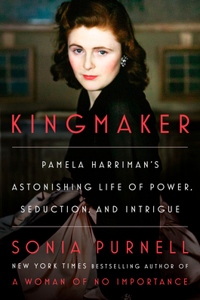 KINGMAKER
PAMELA HARRIMAN'S
ASTONISHING LIFE OF POWER,
SEDUCTION, AND INTRIGUE
SONIA PURNELL
NEW YORK TIMES BESTSELLING AUTHOR OF
A WOMAN OF NO IMPORTANCE